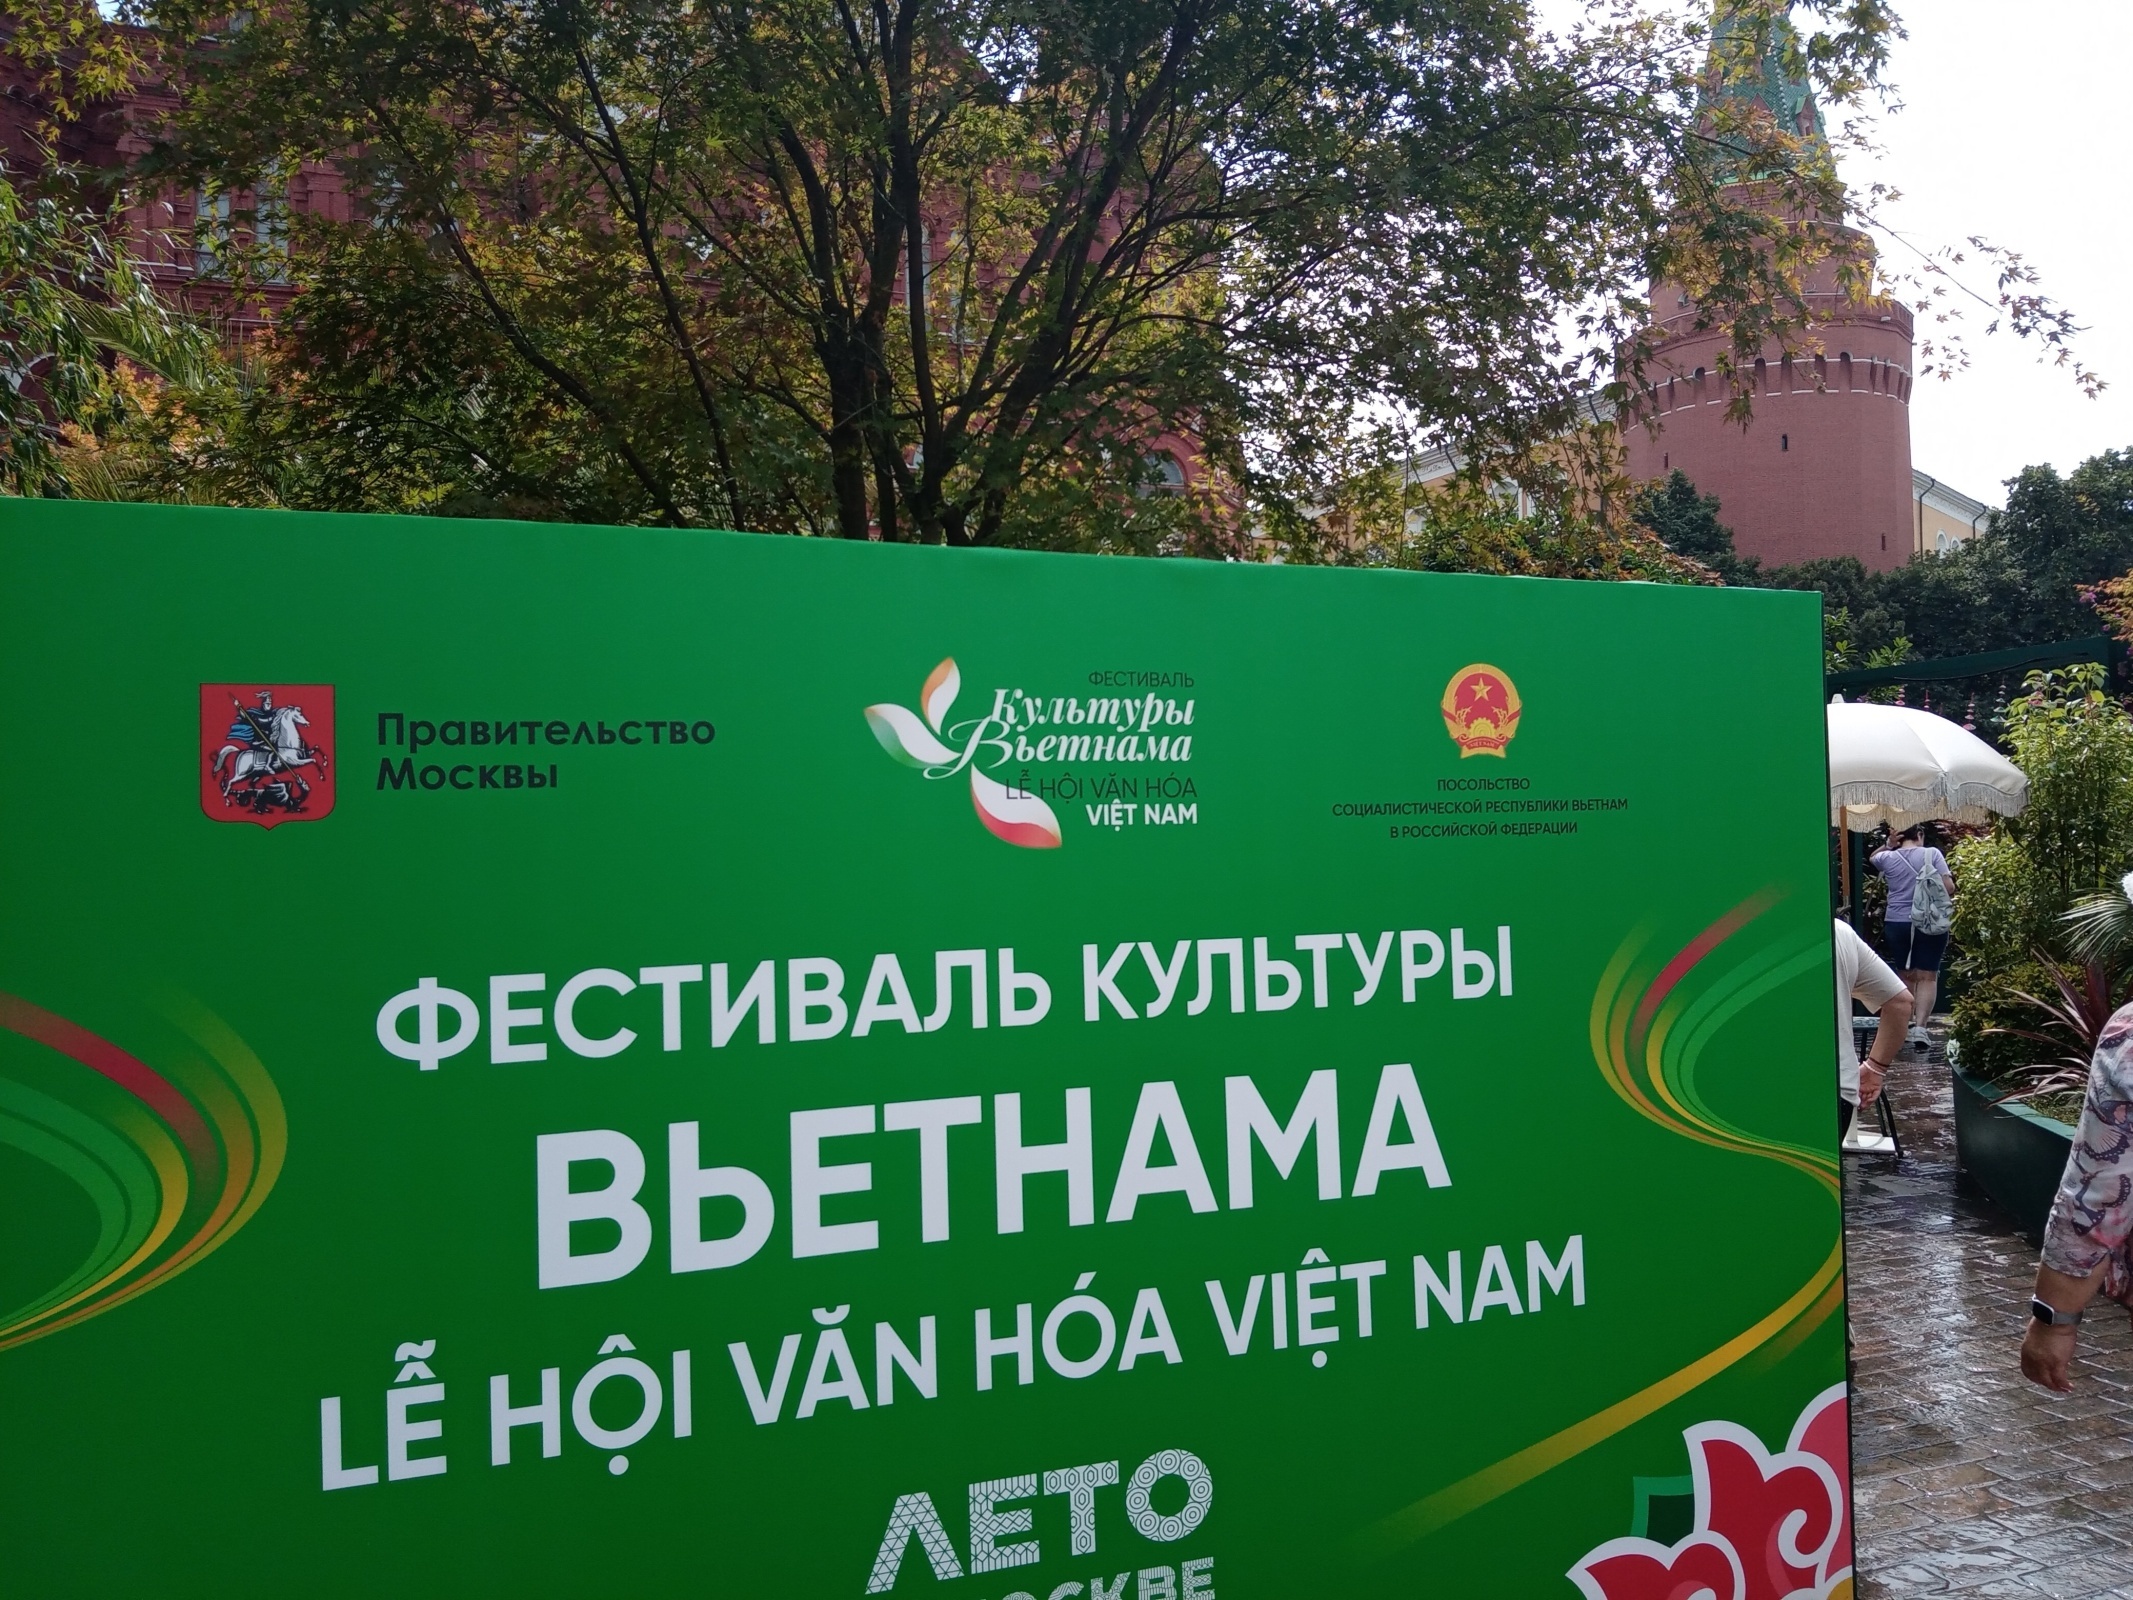 Правительство
Москвы
ФЕСТИВАЛЬ
Культуры
Вьетнама
LỄ HỘI VĂN HÓA
VIỆT NAM
ПОСОЛЬСТВО
СОЦИАЛИСТИЧЕСКОЙ РЕСПУБЛИКИ ВЬЕТНАМ
В РОССИЙСКОЙ ФЕДЕРАЦИИ
ФЕСТИВАЛЬ КУЛЬТУРЫ
ВЬЕТНАМА
LỄ HỘI VĂN HÓA VIỆT NAM
ЛЕТО